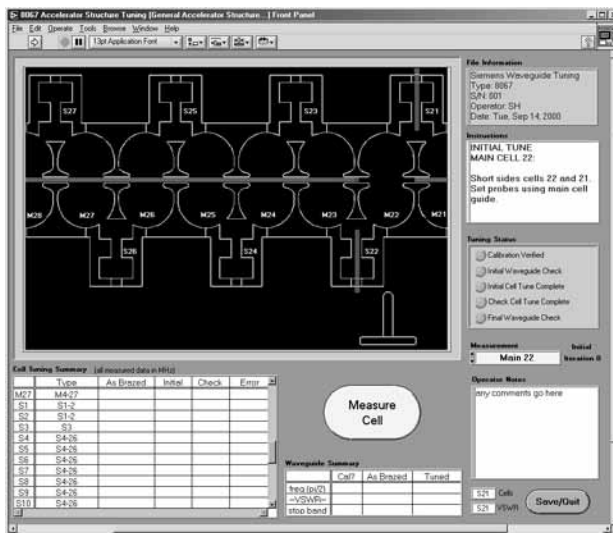 8067 Accelerator Structure Tuning [General Accelerator Structure...] Front Panel
File Edit Operate Tools Browse Window Help
13pt Application Font
S27 S25 S23 S21
M28 M27 M26 M25 M24 M23 M22 M21
S26 S24 S22
File Information
Siemens Waveguide Tuning
Type: 8067
S/N: 001
Operator: SH
Date: Tue, Sep 14, 2000
Instructions
INITIAL TUNE
MAIN CELL 22:
Short sides cells 22 and 21.
Set probes using main cell
guide.
Tuning Status
Calibration Verified
Initial Waveguide Check
Initial Cell Tune Complete
Check Cell Tune Complete
Final Waveguide Check
Measurement Initial
Main 22 Iteration 0
Operator Notes
any comments go here
Cell Tuning Summary (all measured data in MHz)
Type As Brazed Initial Check Error
M27 M4-27
S1 S1-2
S2 S1-2
S3 S3
S4 S4-26
S5 S4-26
S6 S4-26
S7 S4-26
S8 S4-26
S9 S4-26
S10 S4-26
Measure
Cell
Waveguide Summary
Cal? As Brazed Tuned
freq (pi/2)
~VSWR~
stop band
S21 Cells
S21 VSWR
Save/Quit